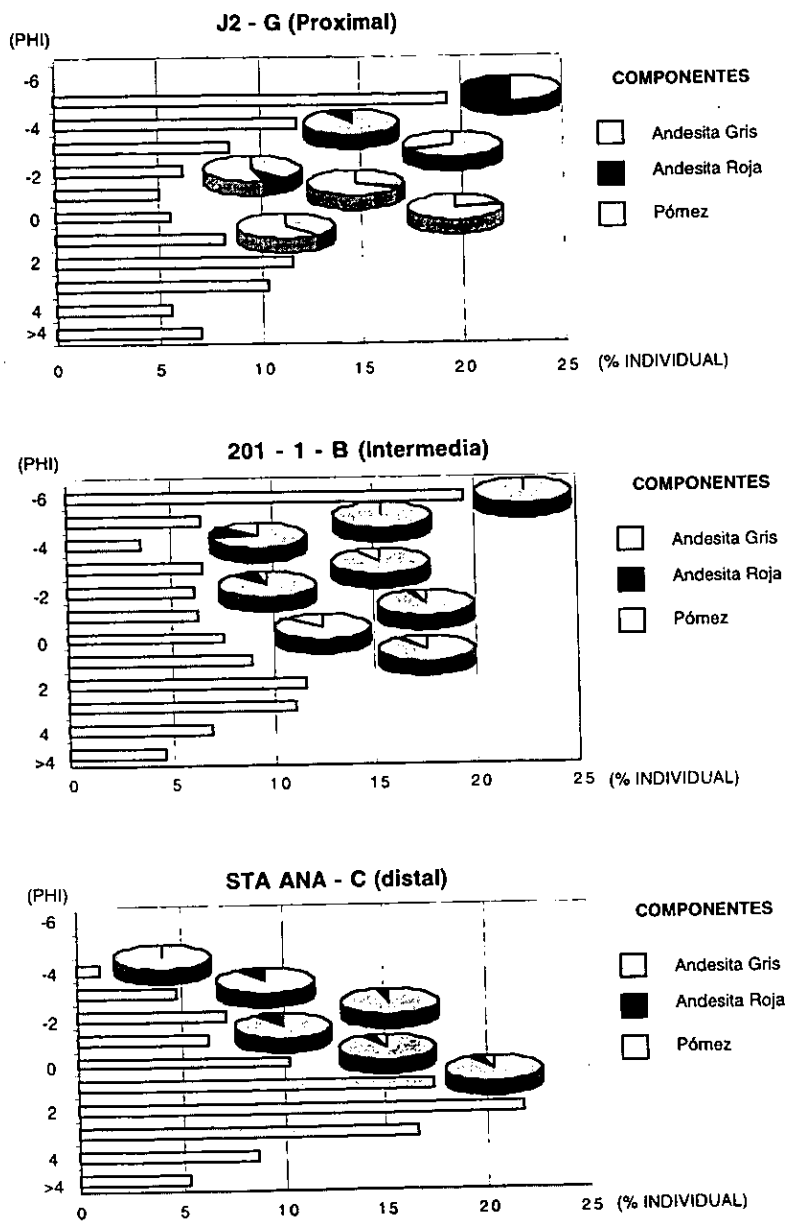 J2 - G (Proximal)
(PHI)
-6
-4
-2
0
2
4
>4
0 5 10 15 20 25 (% INDIVIDUAL)
COMPONENTES
Andesita Gris
Andesita Roja
Pómez
201 - 1 - B (Intermedia)
(PHI)
-6
-4
-2
0
2
4
>4
0 5 10 15 20 25 (% INDIVIDUAL)
COMPONENTES
Andesita Gris
Andesita Roja
Pómez
STA ANA - C (distal)
(PHI)
-6
-4
-2
0
2
4
>4
0 5 10 15 20 25 (% INDIVIDUAL)
COMPONENTES
Andesita Gris
Andesita Roja
Pómez